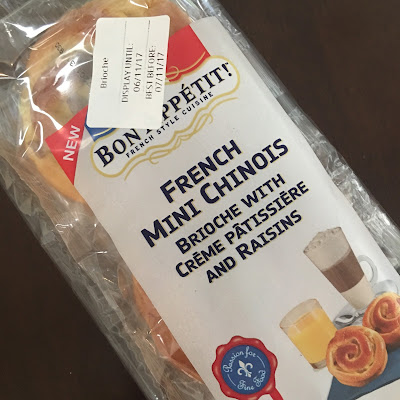 Brioche
DISPLAY UNTIL:
06/11/17
BEST BEFORE:
07/11/17
NEW
BON APPÉTIT!
FRENCH STYLE CUISINE
FRENCH
MINI CHINOIS
BRIOCHE WITH
CRÈME PÂTISSIÈRE
AND RAISINS
Passion for
Fine Food